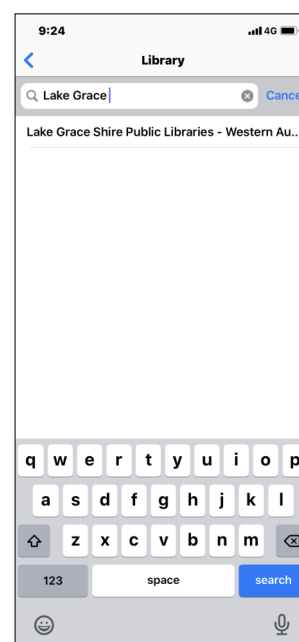 9:24
4G
Library
Lake Grace
Cance
Lake Grace Shire Public Libraries - Western Au...
q w e r t y u i o p
a s d f g h j k l
z x c v b n m
123 space search